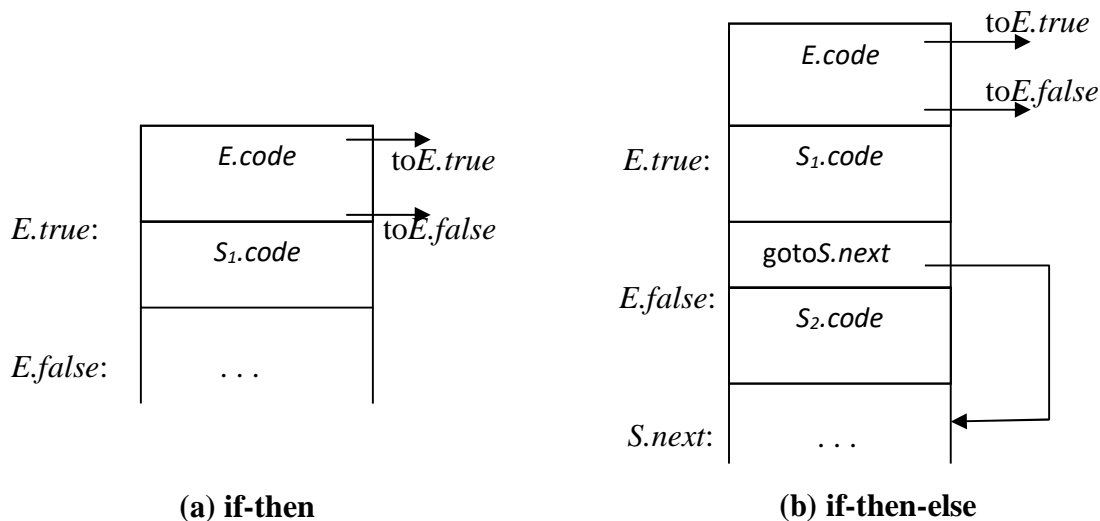 E.code
toE.true
toE.false
E.true:
S₁.code
E.false:
. . .
(a) if-then
E.code
toE.true
toE.false
E.true:
S₁.code
gotoS.next
E.false:
S₂.code
S.next:
. . .
(b) if-then-else